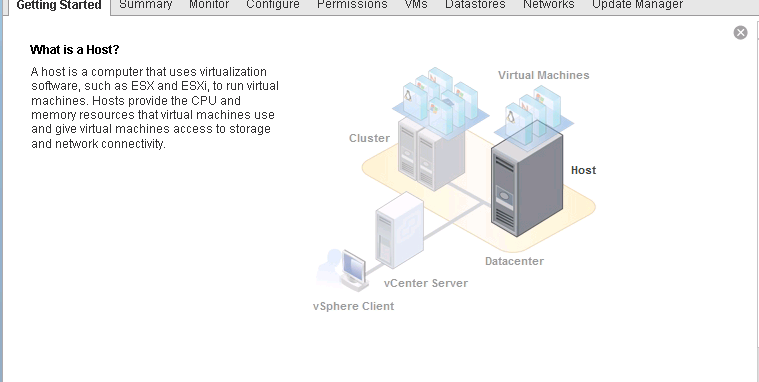 Getting Started Summary Monitor Configure Permissions VMs Datastores Networks Update Manager
What is a Host?
A host is a computer that uses virtualization
software, such as ESX and ESXi, to run virtual
machines. Hosts provide the CPU and
memory resources that virtual machines use
and give virtual machines access to storage
and network connectivity.
Virtual Machines
Cluster
Host
Datacenter
vCenter Server
vSphere Client